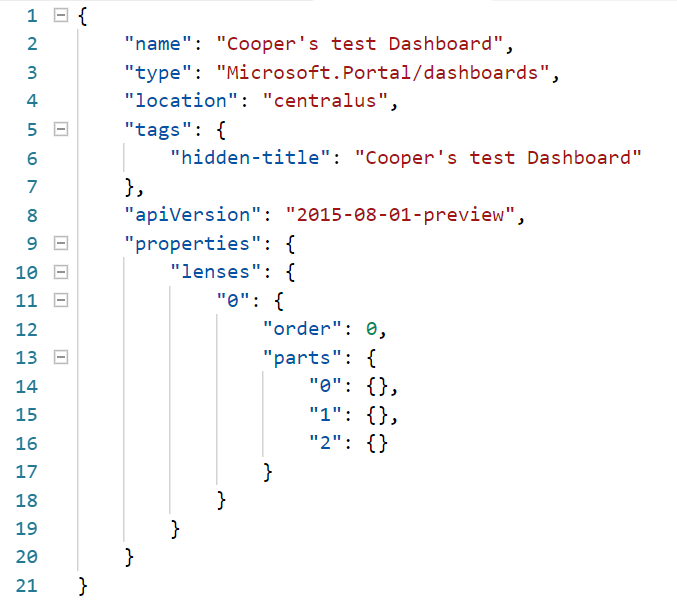 1 {
2 "name": "Cooper's test Dashboard",
3 "type": "Microsoft.Portal/dashboards",
4 "location": "centralus",
5 "tags": {
6 "hidden-title": "Cooper's test Dashboard"
7 },
8 "apiVersion": "2015-08-01-preview",
9 "properties": {
10 "lenses": {
11 "0": {
12 "order": 0,
13 "parts": {
14 "0": {},
15 "1": {},
16 "2": {}
17 }
18 }
19 }
20 }
21 }